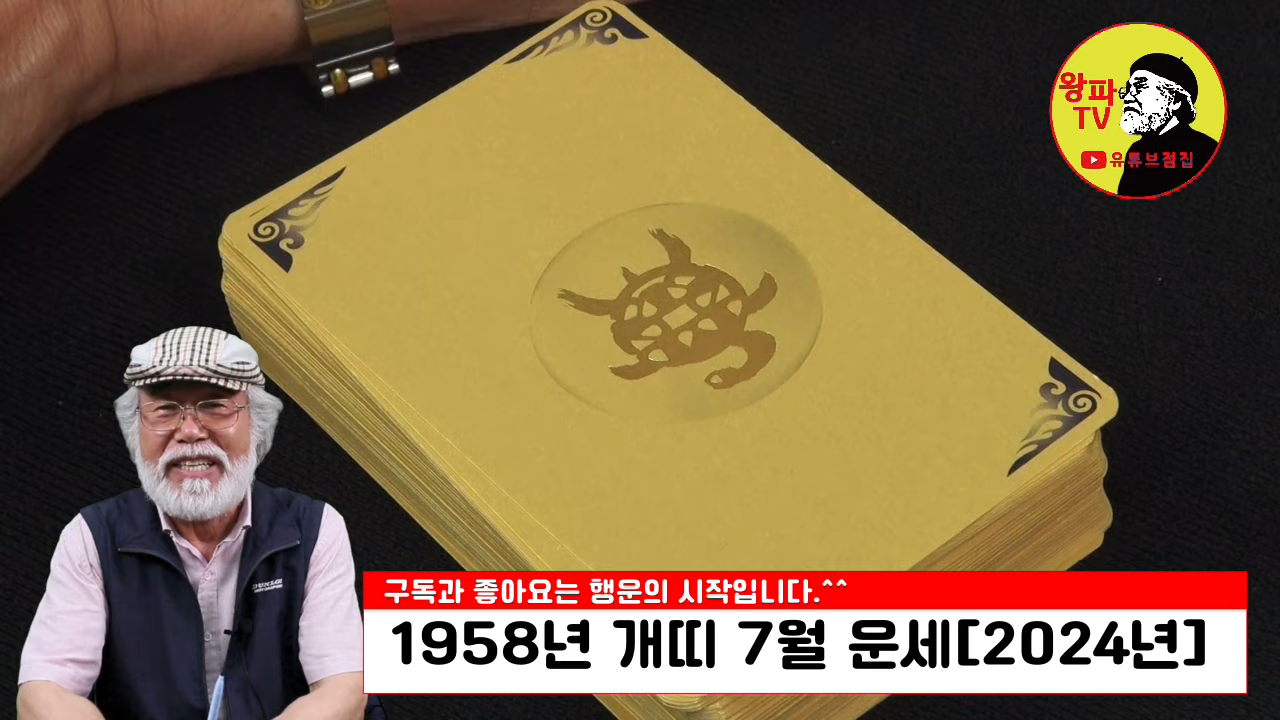 왕파
TV
유튜브점집
DUNLOP
구독과 좋아요는 행운의 시작입니다.^^
1958년 개띠 7월 운세[2024년]